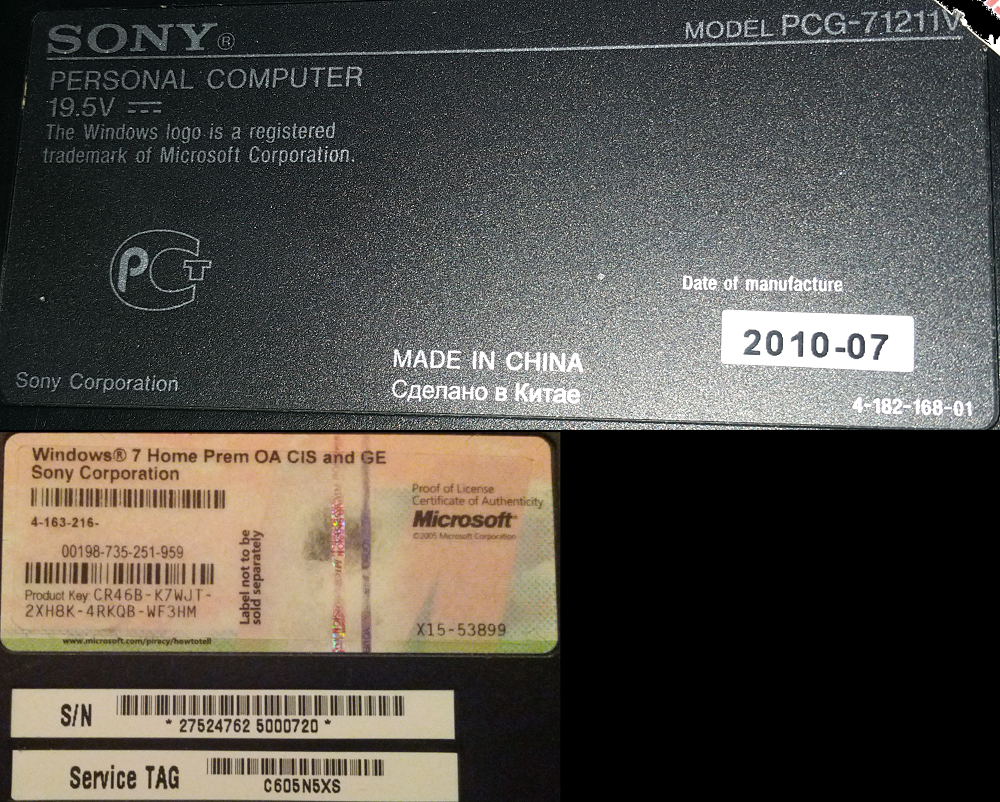 SONY®
MODEL PCG-71211V
PERSONAL COMPUTER
19.5V
The Windows logo is a registered
trademark of Microsoft Corporation.
PCT
Date of manufacture
2010-07
MADE IN CHINA
Сделано в Китае
Sony Corporation
4-182-168-01
Windows® 7 Home Prem OA CIS and GE
Sony Corporation
4-163-216-
00198-735-251-959
Product Key: CR46B-K7WJT-
2XH8K-4RKQB-WF3HM
www.microsoft.com/piracy/howtotell
Label not to be
sold separately
Proof of License
Certificate of Authenticity
Microsoft®
©2005 Microsoft Corporation
X15-53899
S/N
* 27524762 5000720 *
Service TAG
C605N5XS